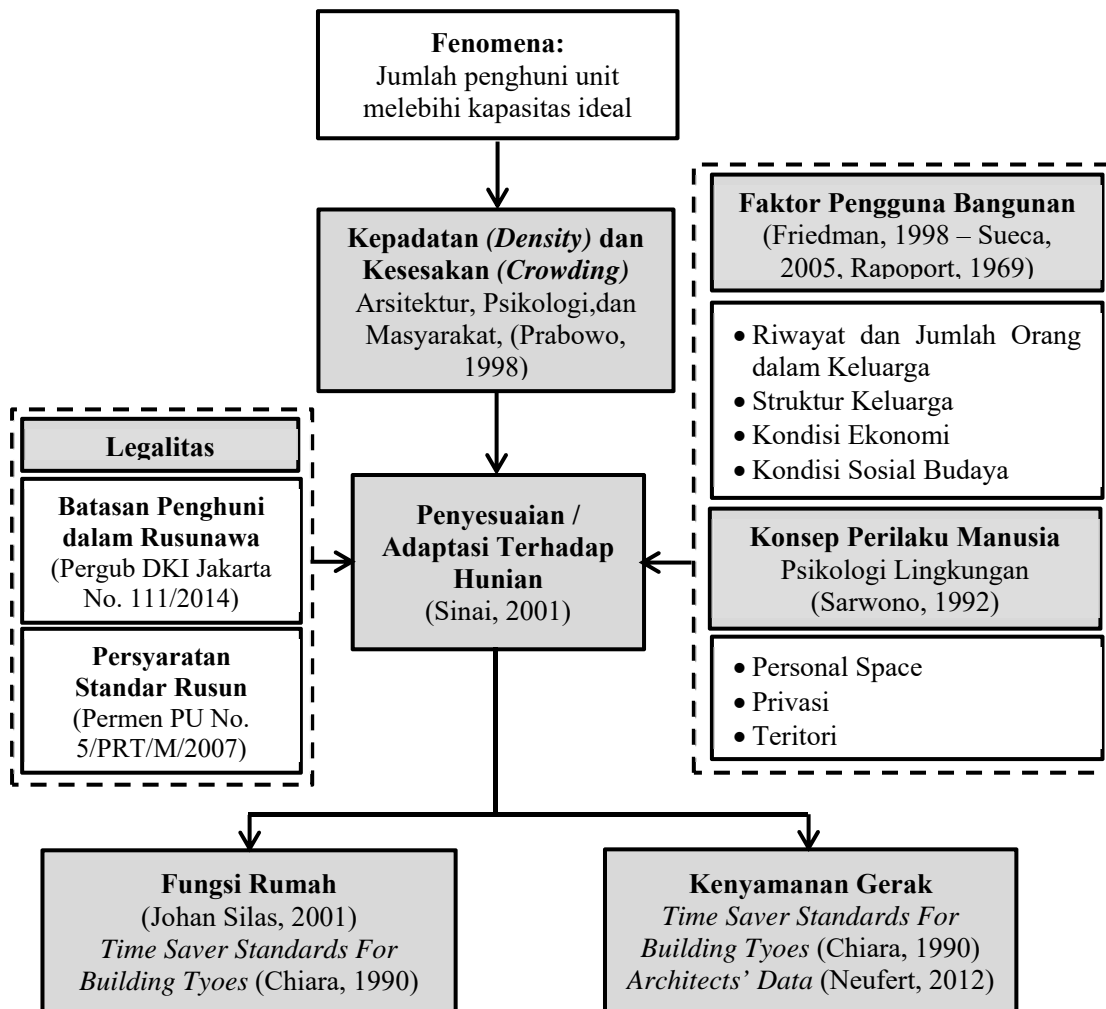 Fenomena:
Jumlah penghuni unit
melebihi kapasitas ideal
Kepadatan (Density) dan
Kesesakan (Crowding)
Arsitektur, Psikologi,dan
Masyarakat, (Prabowo,
1998)
Faktor Pengguna Bangunan
(Friedman, 1998 – Sueca,
2005, Rapoport, 1969)
• Riwayat dan Jumlah Orang
dalam Keluarga
• Struktur Keluarga
• Kondisi Ekonomi
• Kondisi Sosial Budaya
Legalitas
Batasan Penghuni
dalam Rusunawa
(Pergub DKI Jakarta
No. 111/2014)
Persyaratan
Standar Rusun
(Permen PU No.
5/PRT/M/2007)
Penyesuaian /
Adaptasi Terhadap
Hunian
(Sinai, 2001)
Konsep Perilaku Manusia
Psikologi Lingkungan
(Sarwono, 1992)
• Personal Space
• Privasi
• Teritori
Fungsi Rumah
(Johan Silas, 2001)
Time Saver Standards For
Building Tyoes (Chiara, 1990)
Kenyamanan Gerak
Time Saver Standards For
Building Tyoes (Chiara, 1990)
Architects’ Data (Neufert, 2012)